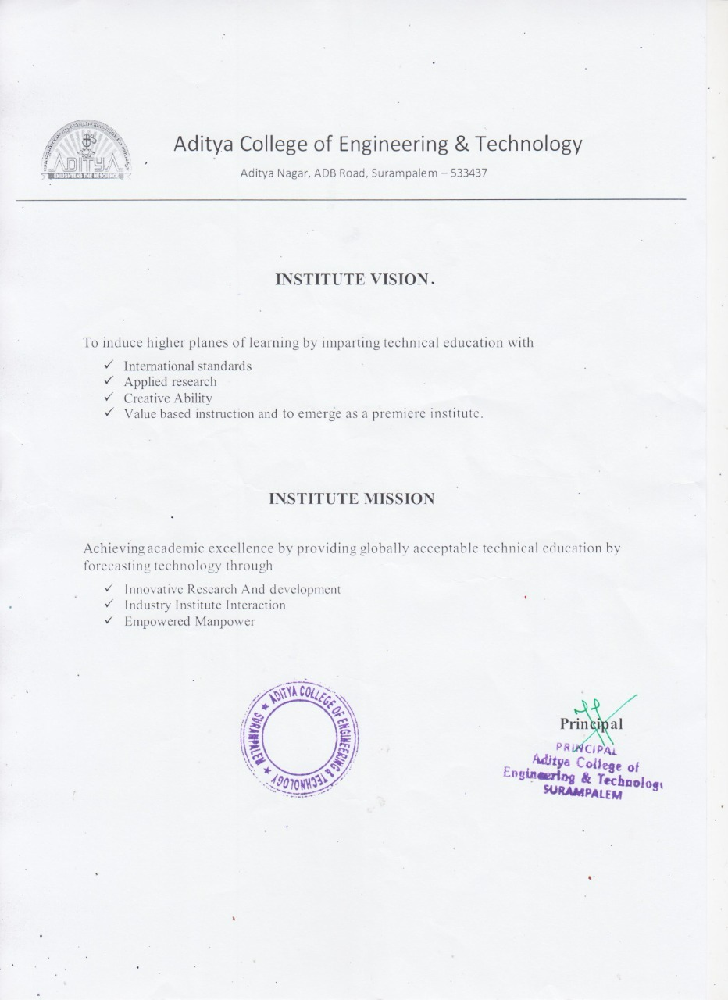 ADITYA
ENLIGHTENS THE NESCIENCE
Aditya College of Engineering & Technology
Aditya Nagar, ADB Road, Surampalem – 533437
INSTITUTE VISION.
To induce higher planes of learning by imparting technical education with
✓ International standards
✓ Applied research
✓ Creative Ability
✓ Value based instruction and to emerge as a premiere institute.
INSTITUTE MISSION
Achieving academic excellence by providing globally acceptable technical education by
forecasting technology through
✓ Innovative Research And development
✓ Industry Institute Interaction
✓ Empowered Manpower
★ ADITYA COLLEGE OF ENGINEERING & TECHNOLOGY ★ SURAMPALEM
Principal
PRINCIPAL
Aditya College of
Engineering & Technology
SURAMPALEM